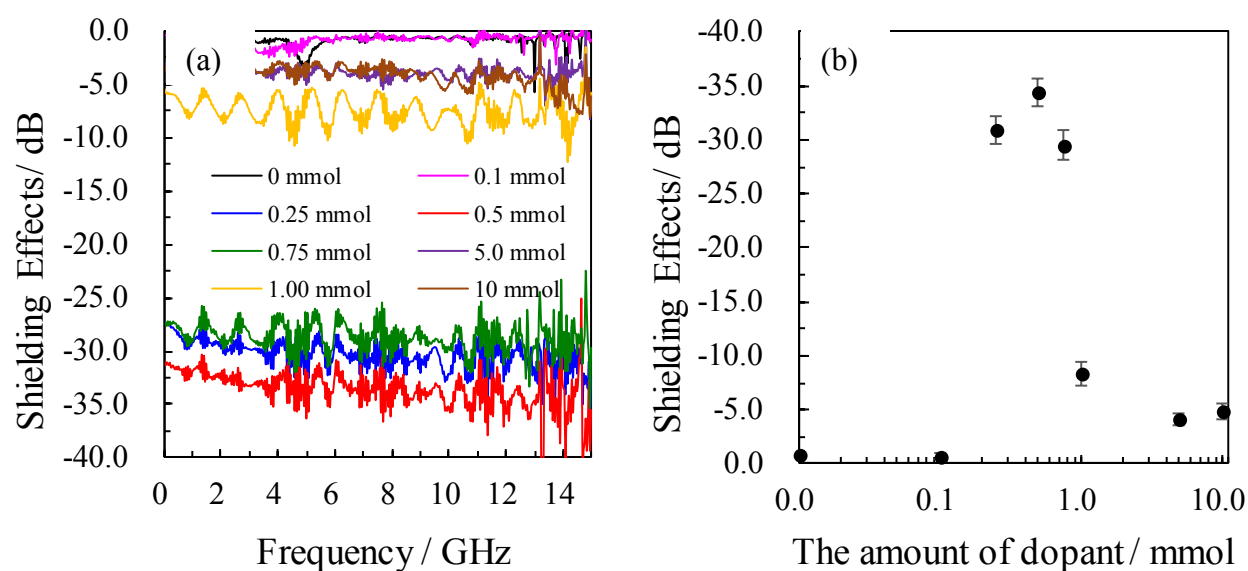 (a)
Shielding Effects/ dB
0.0
-5.0
-10.0
-15.0
-20.0
-25.0
-30.0
-35.0
-40.0
0 mmol 0.1 mmol
0.25 mmol 0.5 mmol
0.75 mmol 5.0 mmol
1.00 mmol 10 mmol
0 2 4 6 8 10 12 14
Frequency / GHz
(b)
Shielding Effects/ dB
-40.0
-35.0
-30.0
-25.0
-20.0
-15.0
-10.0
-5.0
0.0
0.0 0.1 1.0 10.0
The amount of dopant / mmol